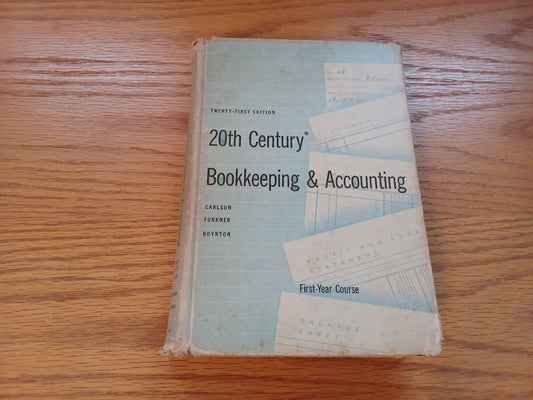 TWENTY-FIRST EDITION
20th Century®
Bookkeeping & Accounting
CARLSON
FORKNER
BOYNTON
PROFIT AND LOSS
STATEMENT
First-Year Course
BALANCE
SHEET